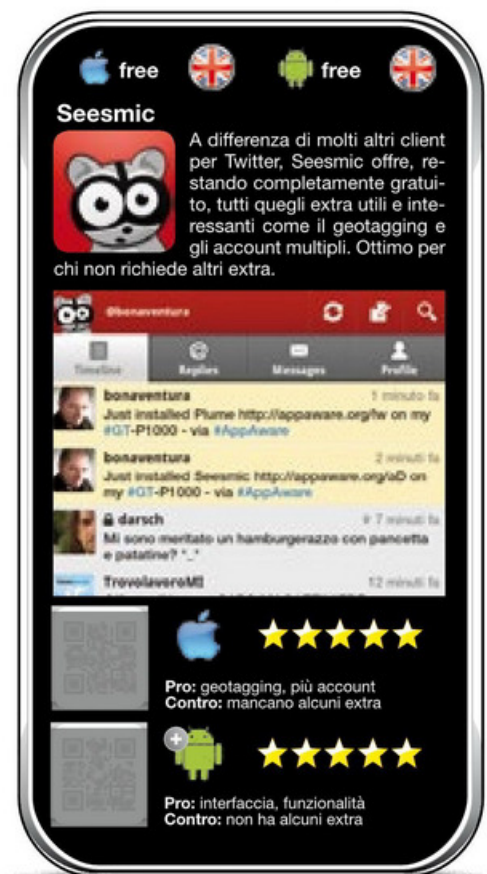 free
free
Seesmic
A differenza di molti altri client
per Twitter, Seesmic offre, re-
stando completamente gratui-
to, tutti quegli extra utili e inte-
ressanti come il geotagging e
gli account multipli. Ottimo per
chi non richiede altri extra.
@bonaventura
Timeline
Replies
Messages
Profile
bonaventura
1 minuto fa
Just installed Plume http://appaware.org/lw on my
#GT-P1000 - via #AppAware
bonaventura
2 minuti fa
Just installed Seesmic http://appaware.org/aD on
my #GT-P1000 - via #AppAware
darsch
7 minuti fa
Mi sono meritato un hamburgerazzo con pancetta
e patatine? ^_^
TrovolavoroMI
12 minuti fa
Pro: geotagging, più account
Contro: mancano alcuni extra
Pro: interfaccia, funzionalità
Contro: non ha alcuni extra